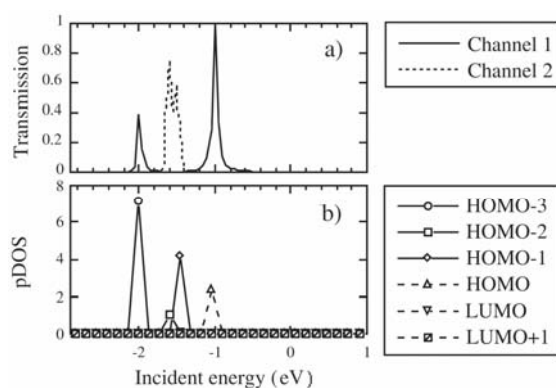 a)
Transmission
1
0.8
0.6
0.4
0.2
0
Channel 1
Channel 2
b)
pDOS
8
6
4
2
0
-2 -1 0 1
Incident energy (eV)
HOMO-3
HOMO-2
HOMO-1
HOMO
LUMO
LUMO+1